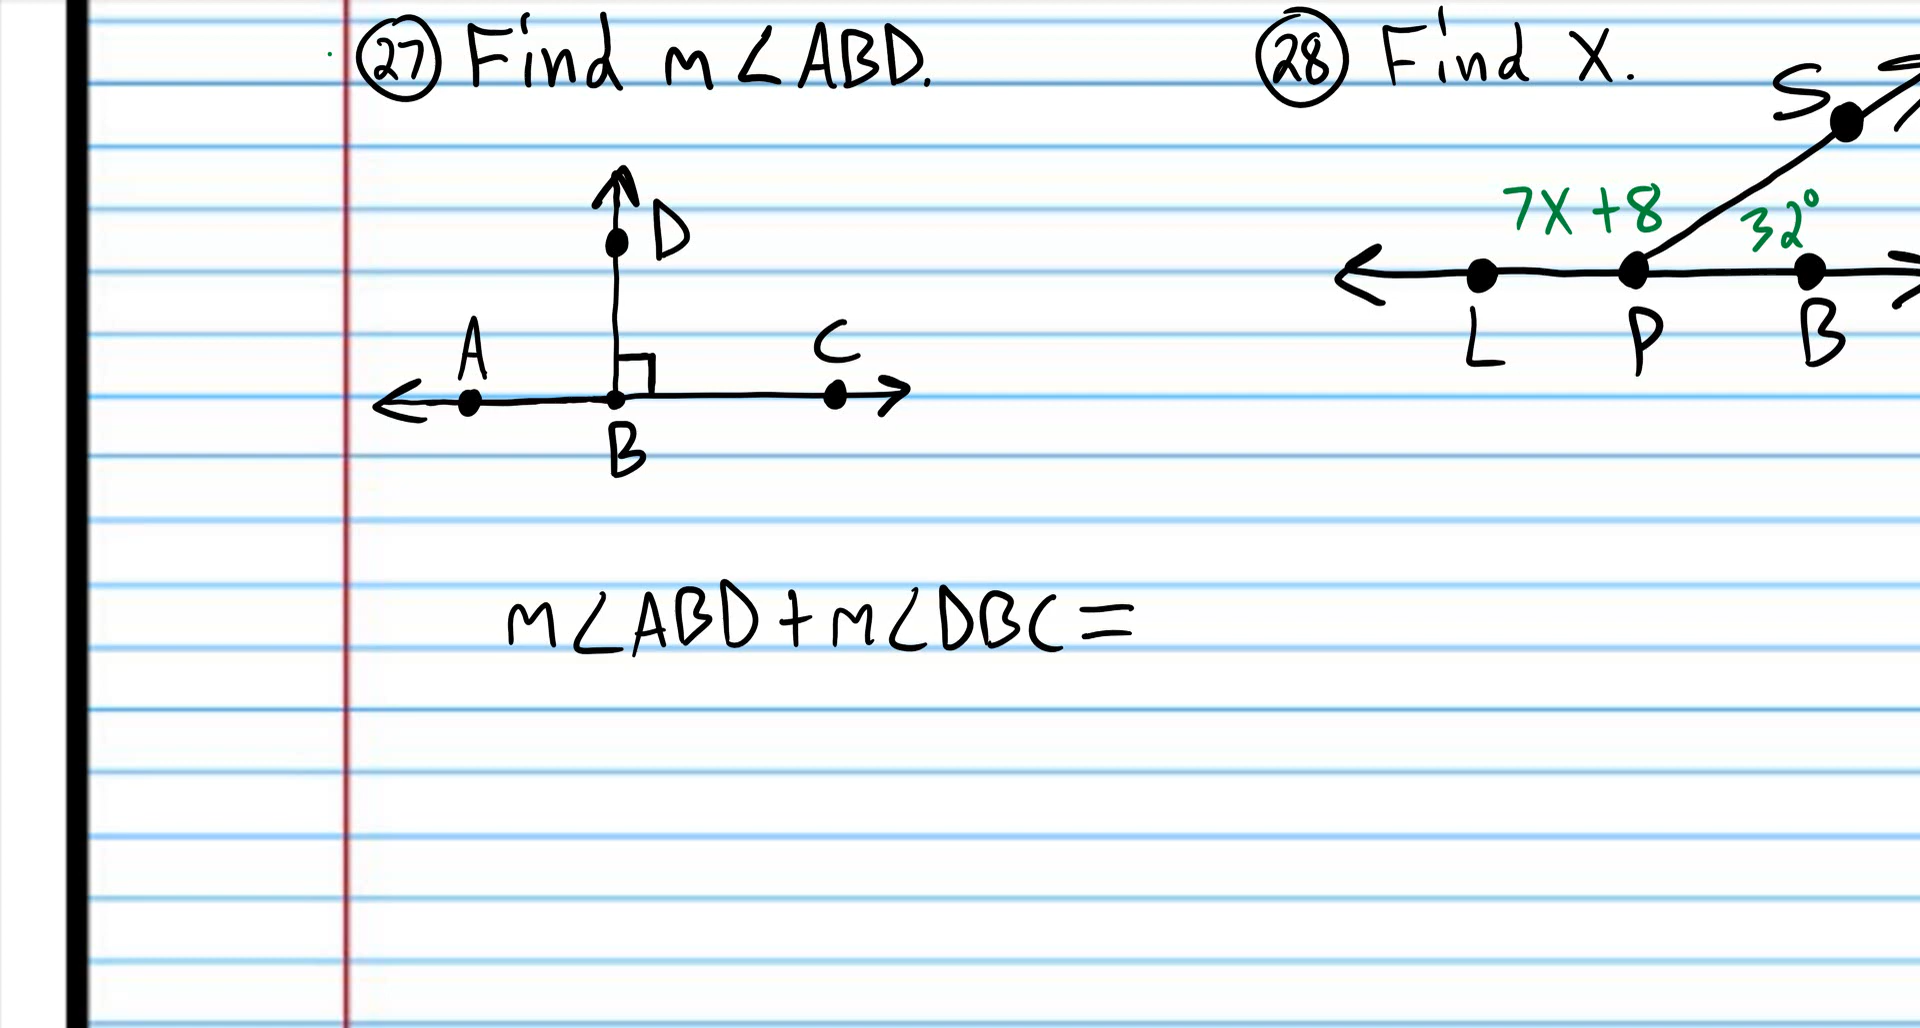 27 Find m∠ABD.
D
A
C
B
m∠ABD+m∠DBC=
28 Find X.
S
7X+8
32°
L
P
B